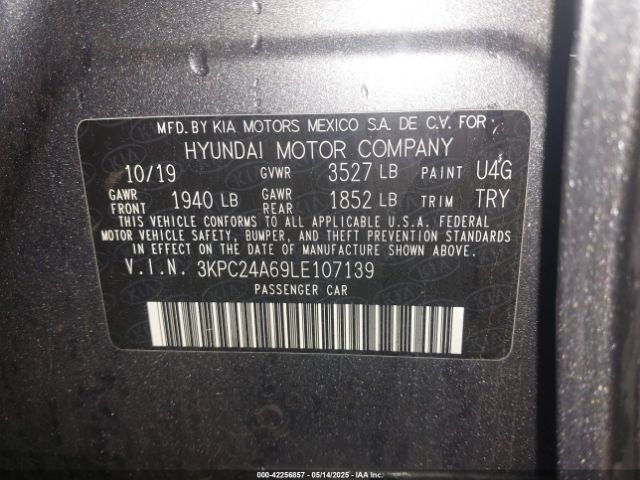 MFD. BY KIA MOTORS MEXICO S.A. DE C.V. FOR
HYUNDAI MOTOR COMPANY
10/19 GVWR 3527 LB PAINT U4G
GAWR FRONT 1940 LB GAWR REAR 1852 LB TRIM TRY
THIS VEHICLE CONFORMS TO ALL APPLICABLE U.S.A. FEDERAL
MOTOR VEHICLE SAFETY, BUMPER, AND THEFT PREVENTION STANDARDS
IN EFFECT ON THE DATE OF MANUFACTURE SHOWN ABOVE.
V.I.N. 3KPC24A69LE107139
PASSENGER CAR
000-42256857 - 05/14/2025 - IAA Inc.